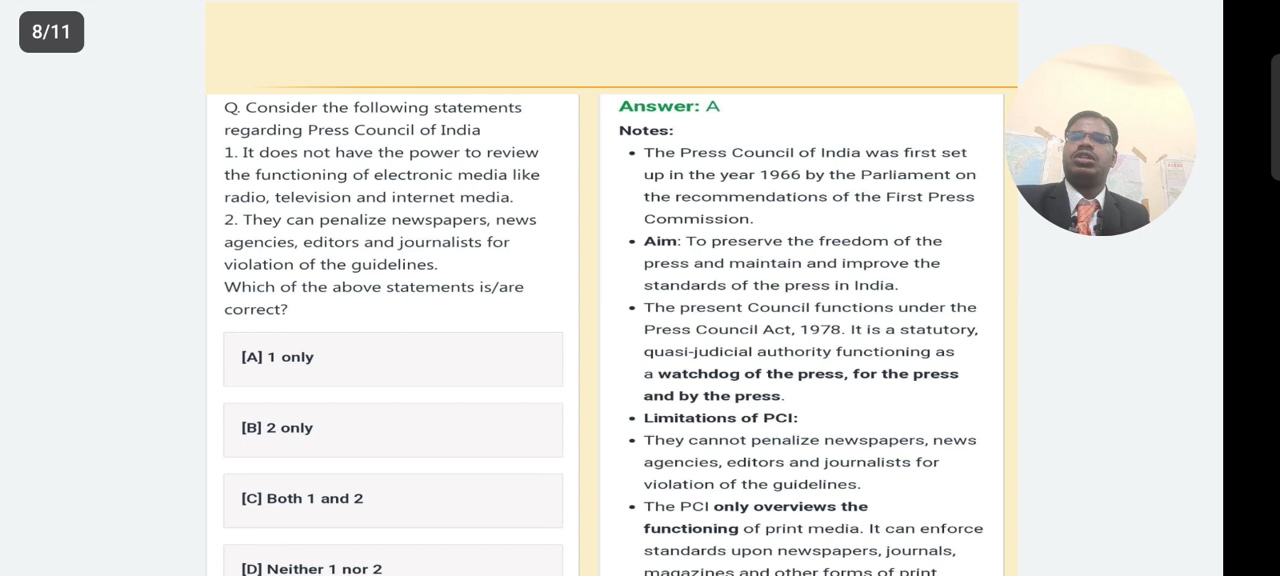 8/11
Q. Consider the following statements
regarding Press Council of India
1. It does not have the power to review
the functioning of electronic media like
radio, television and internet media.
2. They can penalize newspapers, news
agencies, editors and journalists for
violation of the guidelines.
Which of the above statements is/are
correct?
[A] 1 only
[B] 2 only
[C] Both 1 and 2
[D] Neither 1 nor 2
Answer: A
Notes:
• The Press Council of India was first set
up in the year 1966 by the Parliament on
the recommendations of the First Press
Commission.
• Aim: To preserve the freedom of the
press and maintain and improve the
standards of the press in India.
• The present Council functions under the
Press Council Act, 1978. It is a statutory,
quasi-judicial authority functioning as
a watchdog of the press, for the press
and by the press.
• Limitations of PCI:
• They cannot penalize newspapers, news
agencies, editors and journalists for
violation of the guidelines.
• The PCI only overviews the
functioning of print media. It can enforce
standards upon newspapers, journals,
magazines and other forms of print